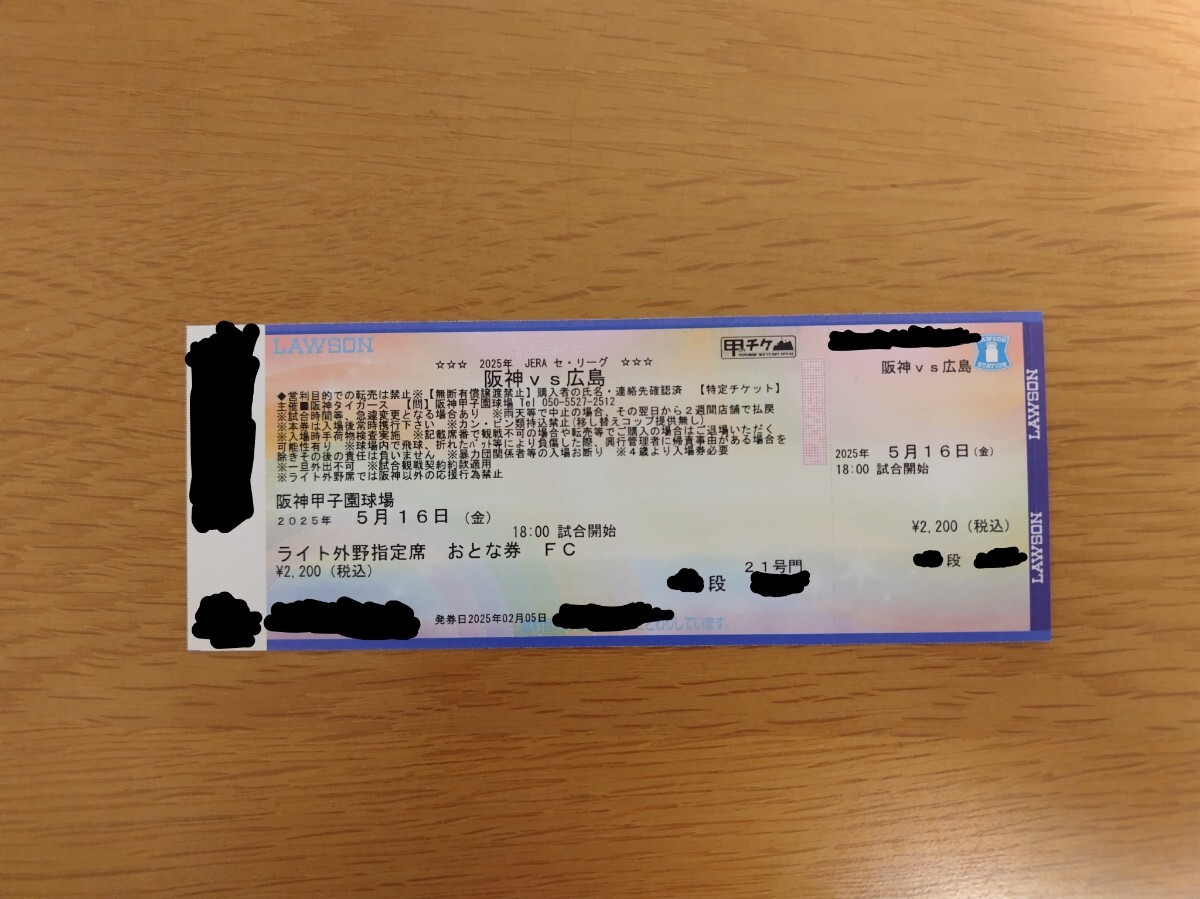 LAWSON
☆☆☆ 2025年 JERA セ・リーグ ☆☆☆
甲チケ
阪神ｖｓ広島
◆営利目的での転売は禁止※【無断有償譲渡禁止】購入者の氏名・連絡先確認済 【特定チケット】
主催■阪神タイガース 【問】阪神甲子園球場 Tel 050-5527-2512
※試合時間等、急遽変更となる場合あり ※雨天等で中止の場合、その翌日から２週間店舗で払戻
※本券は入場後常時携行下さい ※カン・ビン類持込禁止(移し替えコップ提供無し)
※入場時手荷物検査実施 ※記載席番で観戦不可の場合や転売等でご購入の場合はご退場いただく
可能性有り ※球場内で飛球、折れたﾊﾞｯﾄ等により負傷した際、興行管理者に帰責事由がある場合を
除きその後の責任は負いません ※暴力団関係者等の入場お断り ※４歳より入場券必要
※一旦外出不可 ※試合観戦契約約款適用
※ライト外野席では阪神以外の応援行為禁止
阪神甲子園球場
２０２５年 ５月１６日 （金）
18:00 試合開始
ライト外野指定席 おとな券 ＦＣ
¥2,200（税込）
２１号門
段
発券日2025年02月05日
しています。
LAWSON STATION
阪神ｖｓ広島
2025年 ５月１６日（金）
18:00 試合開始
¥2,200（税込）
段
LAWSON
LAWSON